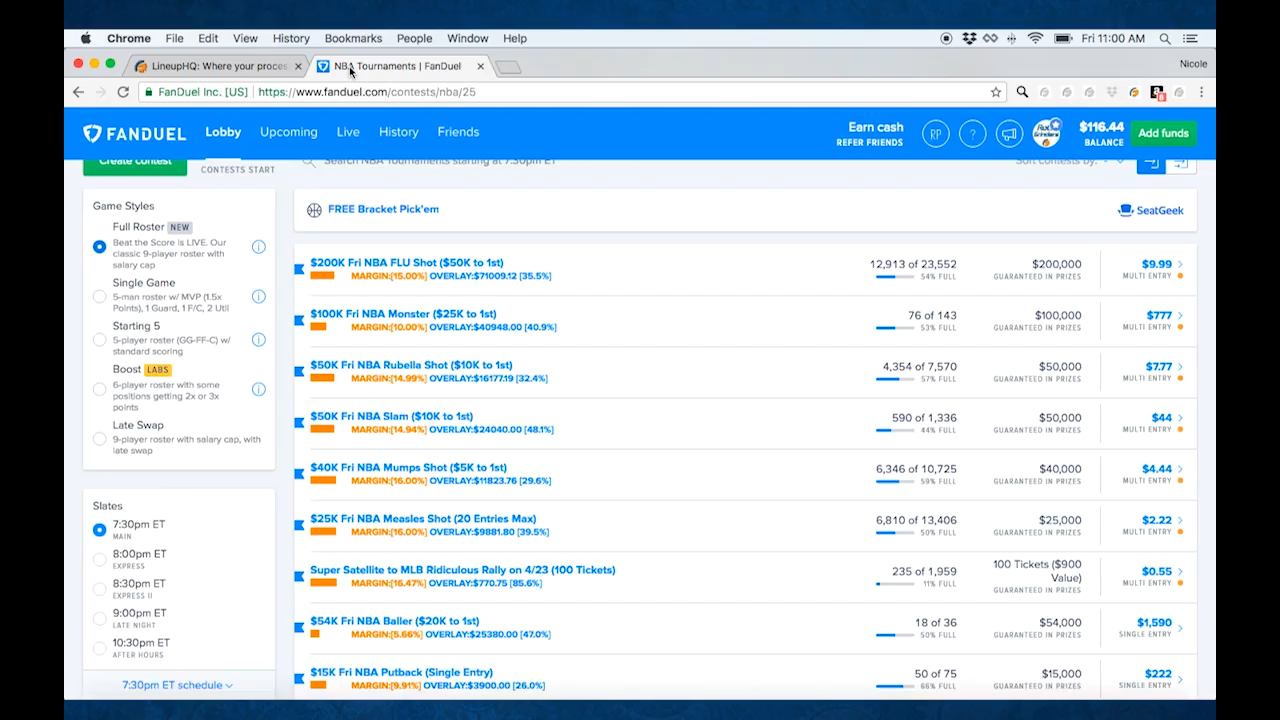 Chrome File Edit View History Bookmarks People Window Help Fri 11:00 AM
LineupHQ: Where your proces NBA Tournaments | FanDuel Nicole
FanDuel Inc. [US] https://www.fanduel.com/contests/nba/25
FANDUEL Lobby Upcoming Live History Friends Earn cash REFER FRIENDS RP ? $116.44 BALANCE Add funds
Create contest CONTESTS START Search NBA Tournaments starting at 7:30pm ET Sort contests by:
Game Styles
Full Roster NEW
Beat the Score is LIVE. Our
classic 9-player roster with
salary cap
Single Game
5-man roster w/ MVP (1.5x
Points), 1 Guard, 1 F/C, 2 Util
Starting 5
5-player roster (GG-FF-C) w/
standard scoring
Boost LABS
6-player roster with some
positions getting 2x or 3x
points
Late Swap
9-player roster with salary cap, with
late swap
Slates
7:30pm ET
MAIN
8:00pm ET
EXPRESS
8:30pm ET
EXPRESS II
9:00pm ET
LATE NIGHT
10:30pm ET
AFTER HOURS
7:30pm ET schedule
FREE Bracket Pick'em SeatGeek
$200K Fri NBA FLU Shot ($50K to 1st) 12,913 of 23,552 $200,000 $9.99
MARGIN:[15.00%] OVERLAY:$71009.12 [35.5%] 54% FULL GUARANTEED IN PRIZES MULTI ENTRY
$100K Fri NBA Monster ($25K to 1st) 76 of 143 $100,000 $777
MARGIN:[10.00%] OVERLAY:$40948.00 [40.9%] 53% FULL GUARANTEED IN PRIZES MULTI ENTRY
$50K Fri NBA Rubella Shot ($10K to 1st) 4,354 of 7,570 $50,000 $7.77
MARGIN:[14.99%] OVERLAY:$16177.19 [32.4%] 57% FULL GUARANTEED IN PRIZES MULTI ENTRY
$50K Fri NBA Slam ($10K to 1st) 590 of 1,336 $50,000 $44
MARGIN:[14.94%] OVERLAY:$24040.00 [48.1%] 44% FULL GUARANTEED IN PRIZES MULTI ENTRY
$40K Fri NBA Mumps Shot ($5K to 1st) 6,346 of 10,725 $40,000 $4.44
MARGIN:[16.00%] OVERLAY:$11823.76 [29.6%] 59% FULL GUARANTEED IN PRIZES MULTI ENTRY
$25K Fri NBA Measles Shot (20 Entries Max) 6,810 of 13,406 $25,000 $2.22
MARGIN:[16.00%] OVERLAY:$9881.80 [39.5%] 50% FULL GUARANTEED IN PRIZES MULTI ENTRY
Super Satellite to MLB Ridiculous Rally on 4/23 (100 Tickets) 235 of 1,959 100 Tickets ($900 $0.55
Value)
MARGIN:[16.47%] OVERLAY:$770.75 [85.6%] 11% FULL GUARANTEED IN PRIZES MULTI ENTRY
$54K Fri NBA Baller ($20K to 1st) 18 of 36 $54,000 $1,590
MARGIN:[5.66%] OVERLAY:$25380.00 [47.0%] 50% FULL GUARANTEED IN PRIZES SINGLE ENTRY
$15K Fri NBA Putback (Single Entry) 50 of 75 $15,000 $222
MARGIN:[9.91%] OVERLAY:$3900.00 [26.0%] 66% FULL GUARANTEED IN PRIZES SINGLE ENTRY